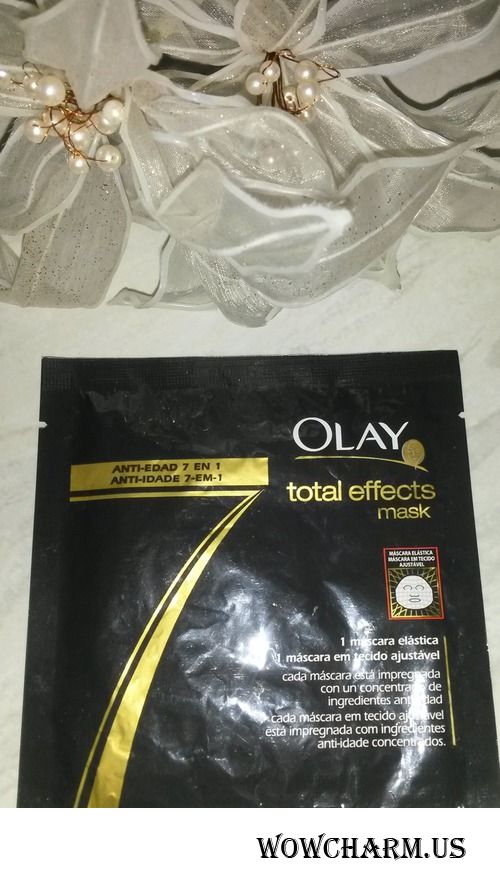 OLAY
ANTI-EDAD 7 EN 1
ANTI-IDADE 7-EM-1
7
total effects
mask
MÁSCARA ELÁSTICA
MÁSCARA EM TECIDO
AJUSTÁVEL
1 máscara elástica
1 máscara em tecido ajustável
cada máscara está impregnada
con un concentrado de
ingredientes antiedad
cada máscara em tecido ajustável
está impregnada com ingredientes
anti-idade concentrados.
WOWCHARM.US